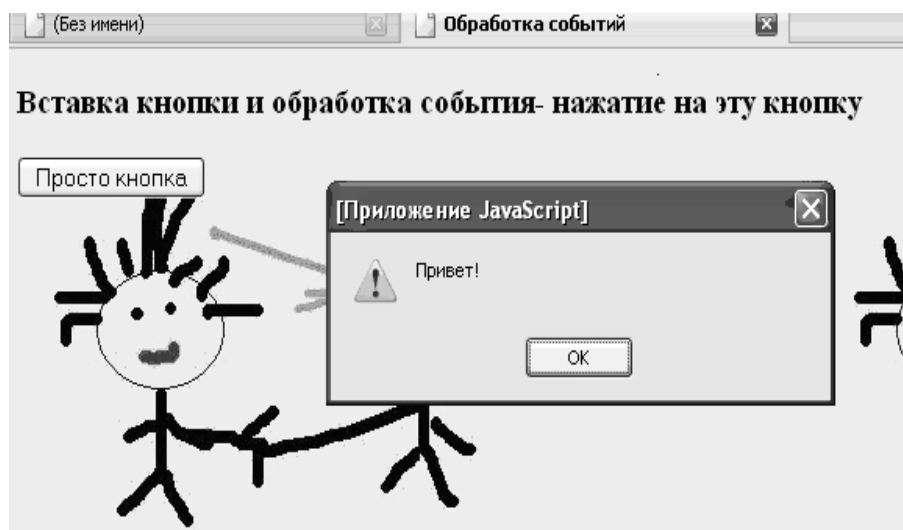 (Без имени)
Обработка событий
Вставка кнопки и обработка события- нажатие на эту кнопку
Просто кнопка
[Приложение JavaScript]
Привет!
OK